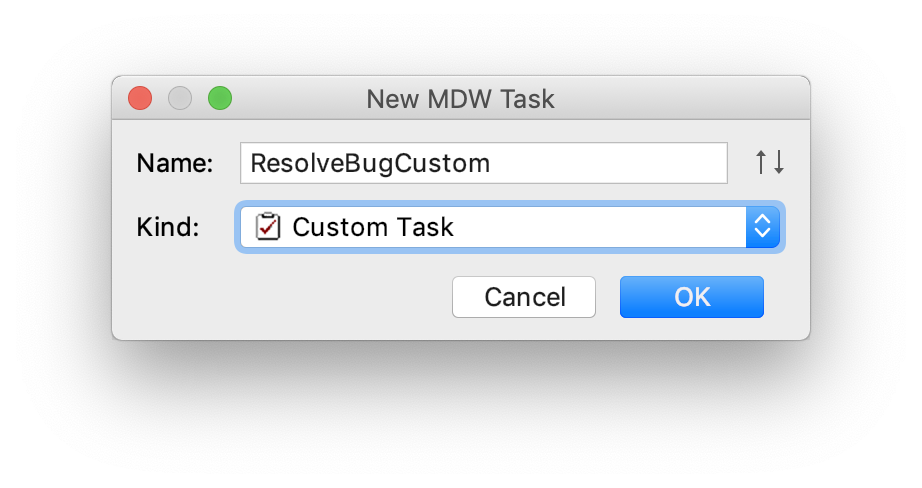 New MDW Task
Name: ResolveBugCustom
Kind: Custom Task
Cancel OK